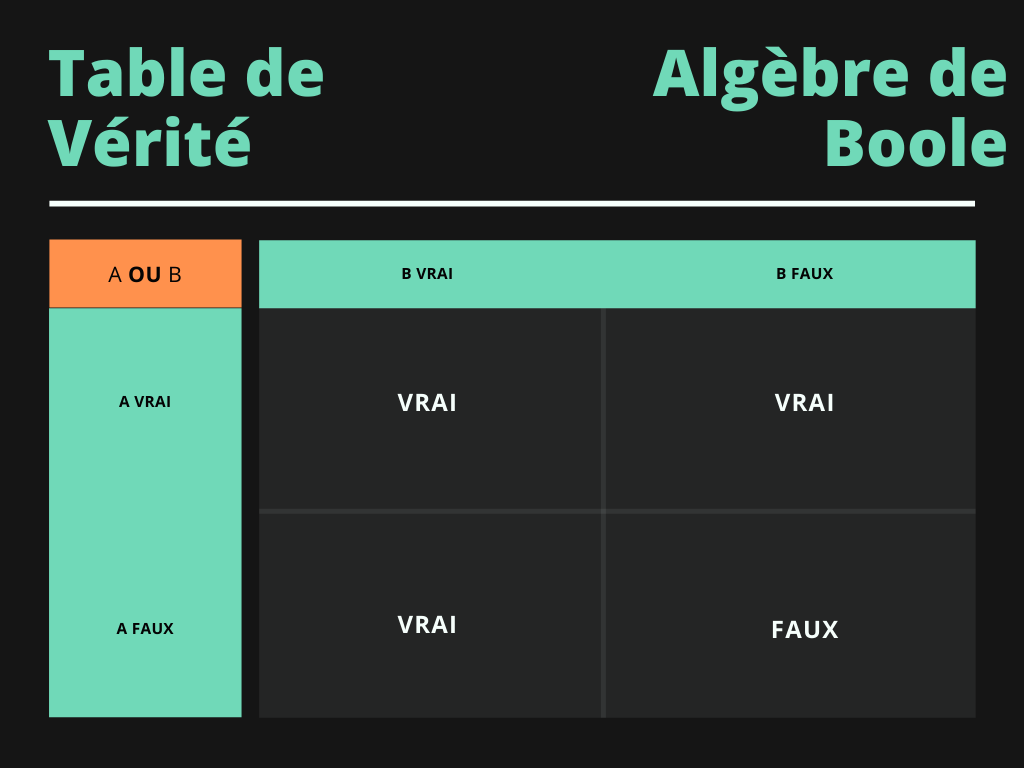 Table de
Vérité
Algèbre de
Boole
A OU B
B VRAI
B FAUX
A VRAI
VRAI
VRAI
A FAUX
VRAI
FAUX